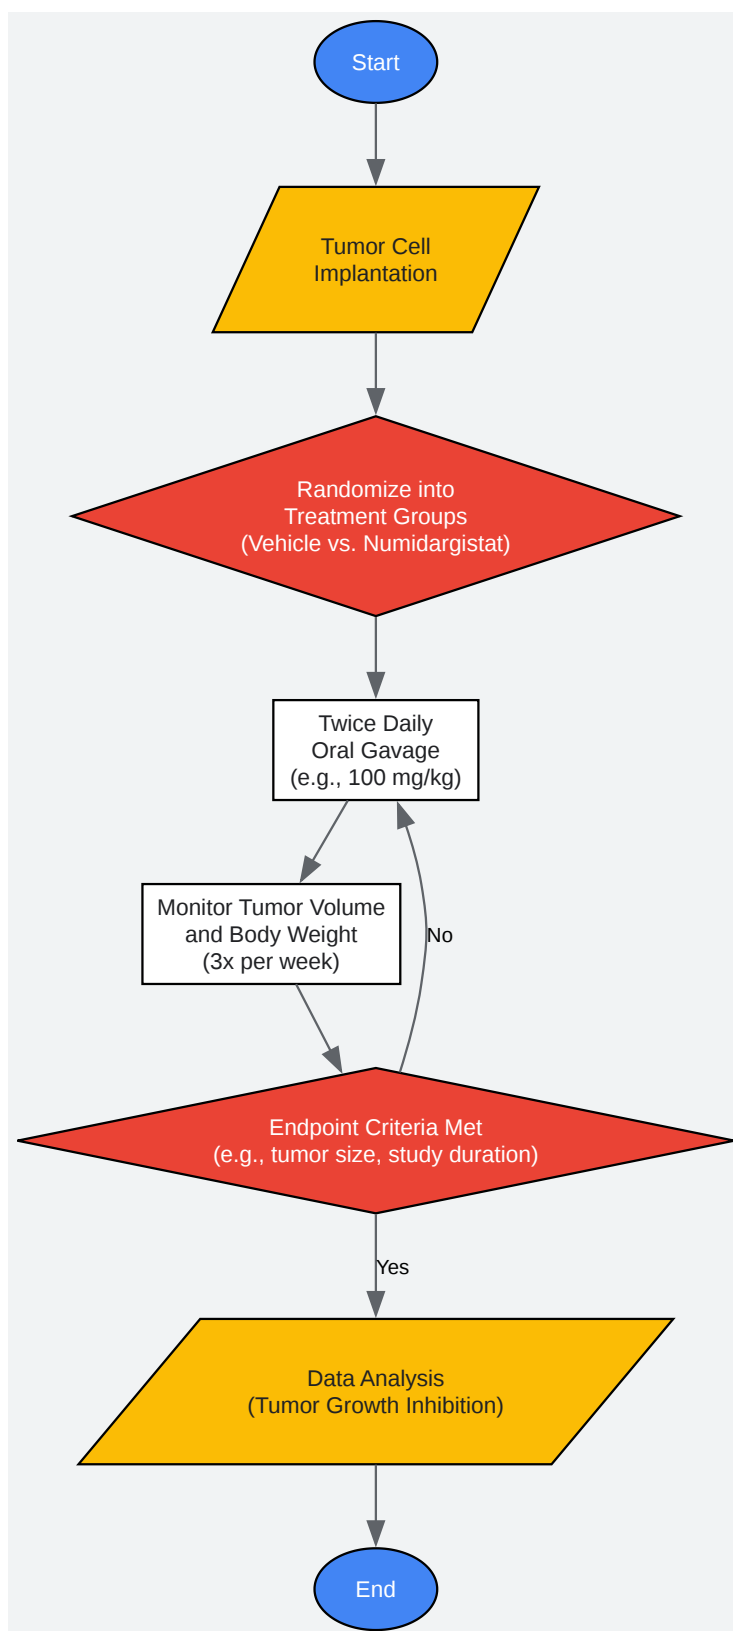 Start
Tumor Cell
Implantation
Randomize into
Treatment Groups
(Vehicle vs. Numidargistat)
Twice Daily
Oral Gavage
(e.g., 100 mg/kg)
Monitor Tumor Volume
and Body Weight
(3x per week)
No
Endpoint Criteria Met
(e.g., tumor size, study duration)
Yes
Data Analysis
(Tumor Growth Inhibition)
End